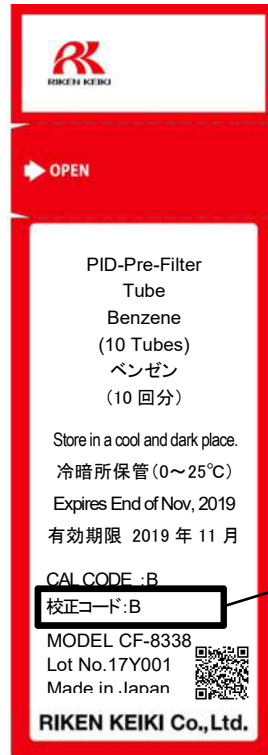 RIKEN KEIKI
OPEN
PID-Pre-Filter
Tube
Benzene
(10 Tubes)
ベンゼン
（10 回分）
Store in a cool and dark place.
冷暗所保管（0～25℃）
Expires End of Nov, 2019
有効期限 2019 年 11 月
CAL CODE :B
校正コード:B
MODEL CF-8338
Lot No.17Y001
Made in Japan
RIKEN KEIKI Co.,Ltd.